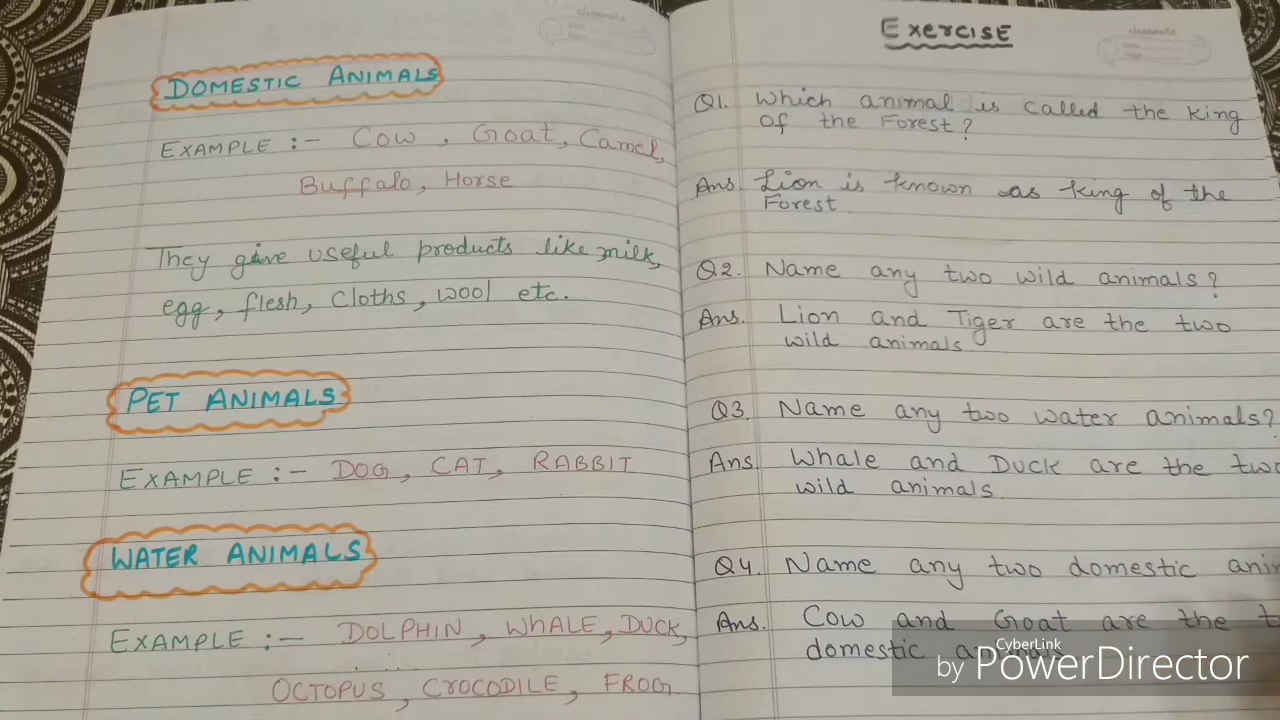 DOMESTIC ANIMALS
EXAMPLE :- Cow, Goat, Camel,
Buffalo, Horse
They give useful products like milk,
egg, flesh, Cloths, wool etc.
PET ANIMALS
EXAMPLE :- DOG, CAT, RABBIT
WATER ANIMALS
EXAMPLE :- DOLPHIN, WHALE, DUCK,
OCTOPUS, CROCODILE, FROG
Exercise
classmate
Q1. Which animal is called the king
of the Forest?
Ans. Lion is known as king of the
Forest.
Q2. Name any two wild animals?
Ans. Lion and Tiger are the two
wild animals
Q3. Name any two water animals?
Ans Whale and Duck are the two
wild animals.
Q4. Name any two domestic ani
Ans. Cow and Goat are the t
domestic
CyberLink
by PowerDirector